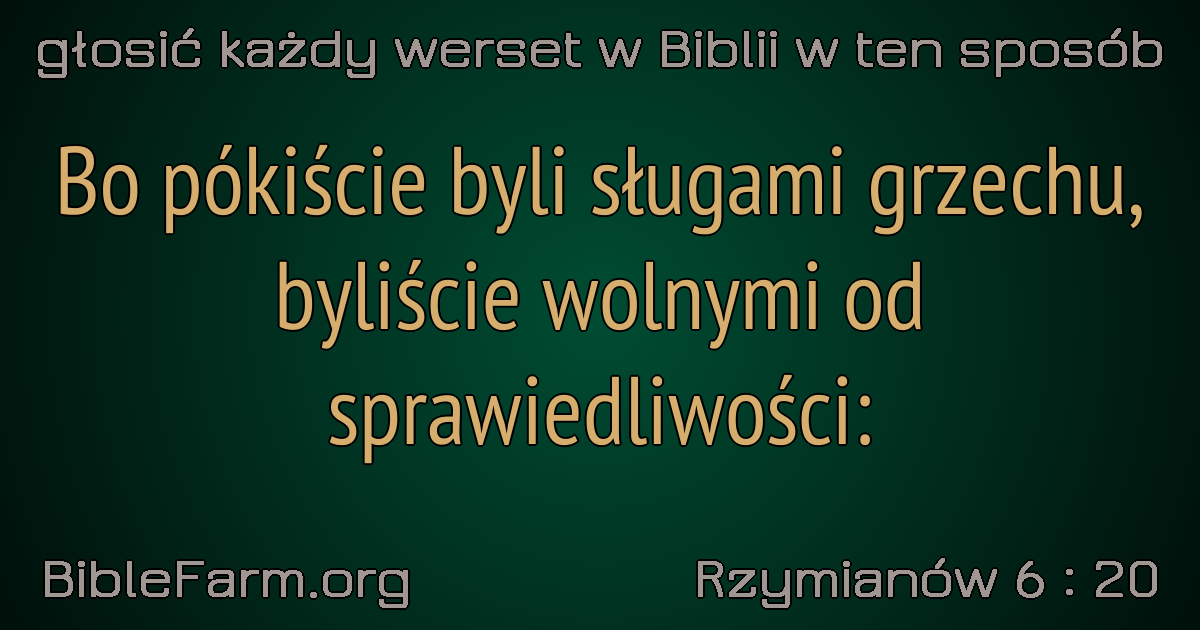 głosić każdy werset w Biblii w ten sposób
Bo pókiście byli sługami grzechu,
byliście wolnymi od
sprawiedliwości:
BibleFarm.org
Rzymianów 6 : 20